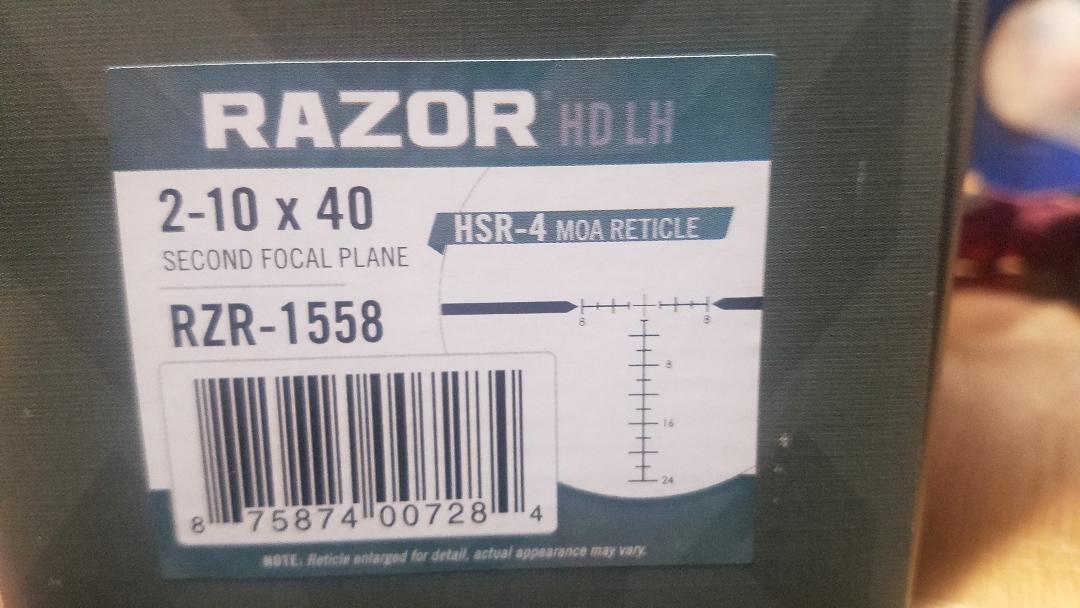 RAZOR HD LH
2-10 x 40
SECOND FOCAL PLANE
HSR-4 MOA RETICLE
RZR-1558
8 8
8
16
24
8 75874 00728 4
NOTE: Reticle enlarged for detail, actual appearance may vary.